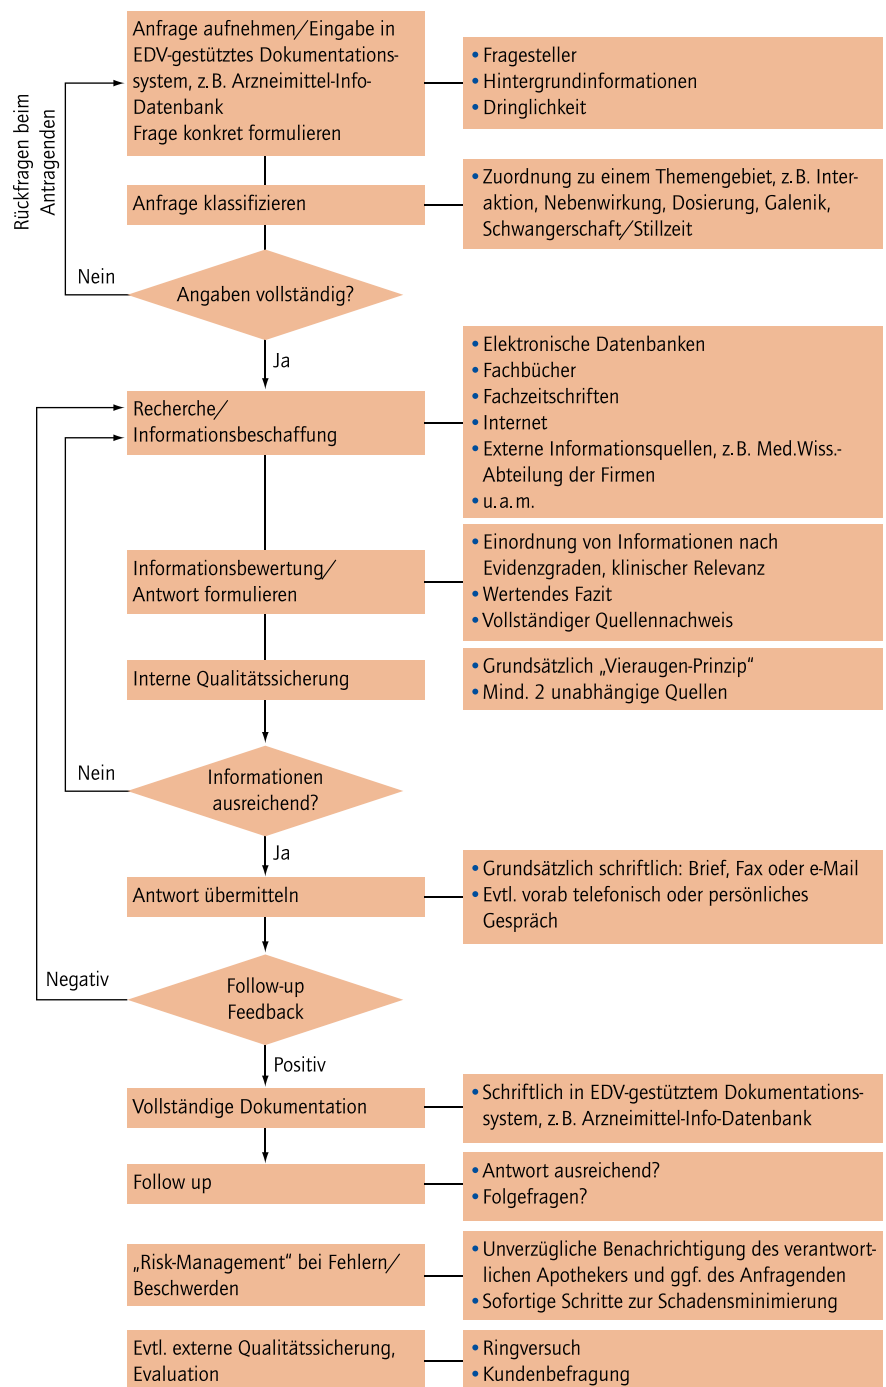 Anfrage aufnehmen/Eingabe in
EDV-gestütztes Dokumentations-
system, z. B. Arzneimittel-Info-
Datenbank
Frage konkret formulieren
• Fragesteller
• Hintergrundinformationen
• Dringlichkeit
Rückfragen beim
Antragenden
Anfrage klassifizieren
• Zuordnung zu einem Themengebiet, z. B. Inter-
aktion, Nebenwirkung, Dosierung, Galenik,
Schwangerschaft/Stillzeit
Nein
Angaben vollständig?
Ja
Recherche/
Informationsbeschaffung
• Elektronische Datenbanken
• Fachbücher
• Fachzeitschriften
• Internet
• Externe Informationsquellen, z. B. Med.Wiss.-
Abteilung der Firmen
• u. a. m.
Informationsbewertung/
Antwort formulieren
• Einordnung von Informationen nach
Evidenzgraden, klinischer Relevanz
• Wertendes Fazit
• Vollständiger Quellennachweis
Interne Qualitätssicherung
• Grundsätzlich „Vieraugen-Prinzip“
• Mind. 2 unabhängige Quellen
Nein
Informationen
ausreichend?
Ja
Antwort übermitteln
• Grundsätzlich schriftlich: Brief, Fax oder e-Mail
• Evtl. vorab telefonisch oder persönliches
Gespräch
Negativ
Follow-up
Feedback
Positiv
Vollständige Dokumentation
• Schriftlich in EDV-gestütztem Dokumentations-
system, z. B. Arzneimittel-Info-Datenbank
Follow up
• Antwort ausreichend?
• Folgefragen?
„Risk-Management“ bei Fehlern/
Beschwerden
• Unverzügliche Benachrichtigung des verantwort-
lichen Apothekers und ggf. des Anfragenden
• Sofortige Schritte zur Schadensminimierung
Evtl. externe Qualitätssicherung,
Evaluation
• Ringversuch
• Kundenbefragung